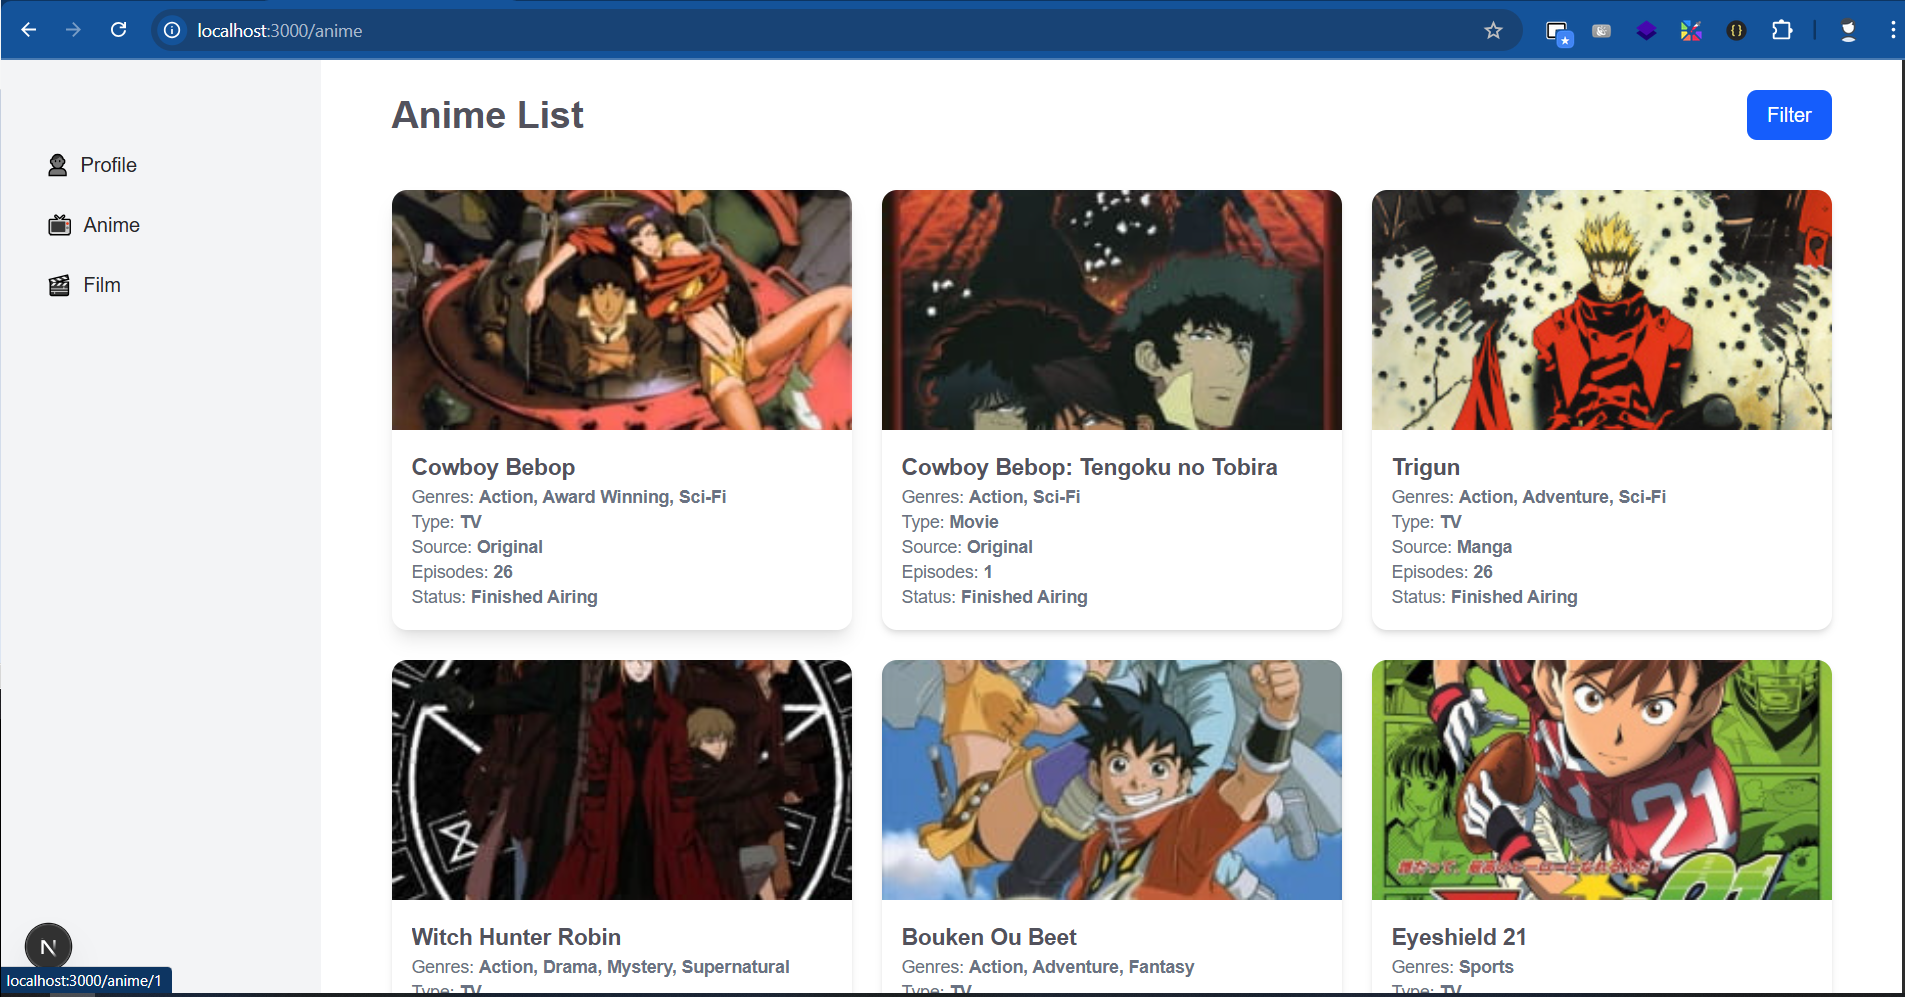 localhost:3000/anime
Profile
Anime
Film
Anime List
Filter
Cowboy Bebop
Genres: Action, Award Winning, Sci-Fi
Type: TV
Source: Original
Episodes: 26
Status: Finished Airing
Cowboy Bebop: Tengoku no Tobira
Genres: Action, Sci-Fi
Type: Movie
Source: Original
Episodes: 1
Status: Finished Airing
Trigun
Genres: Action, Adventure, Sci-Fi
Type: TV
Source: Manga
Episodes: 26
Status: Finished Airing
Witch Hunter Robin
Genres: Action, Drama, Mystery, Supernatural
Type: TV
Bouken Ou Beet
Genres: Action, Adventure, Fantasy
Type: TV
21
Eyeshield 21
Genres: Sports
Type: TV
N
localhost:3000/anime/1